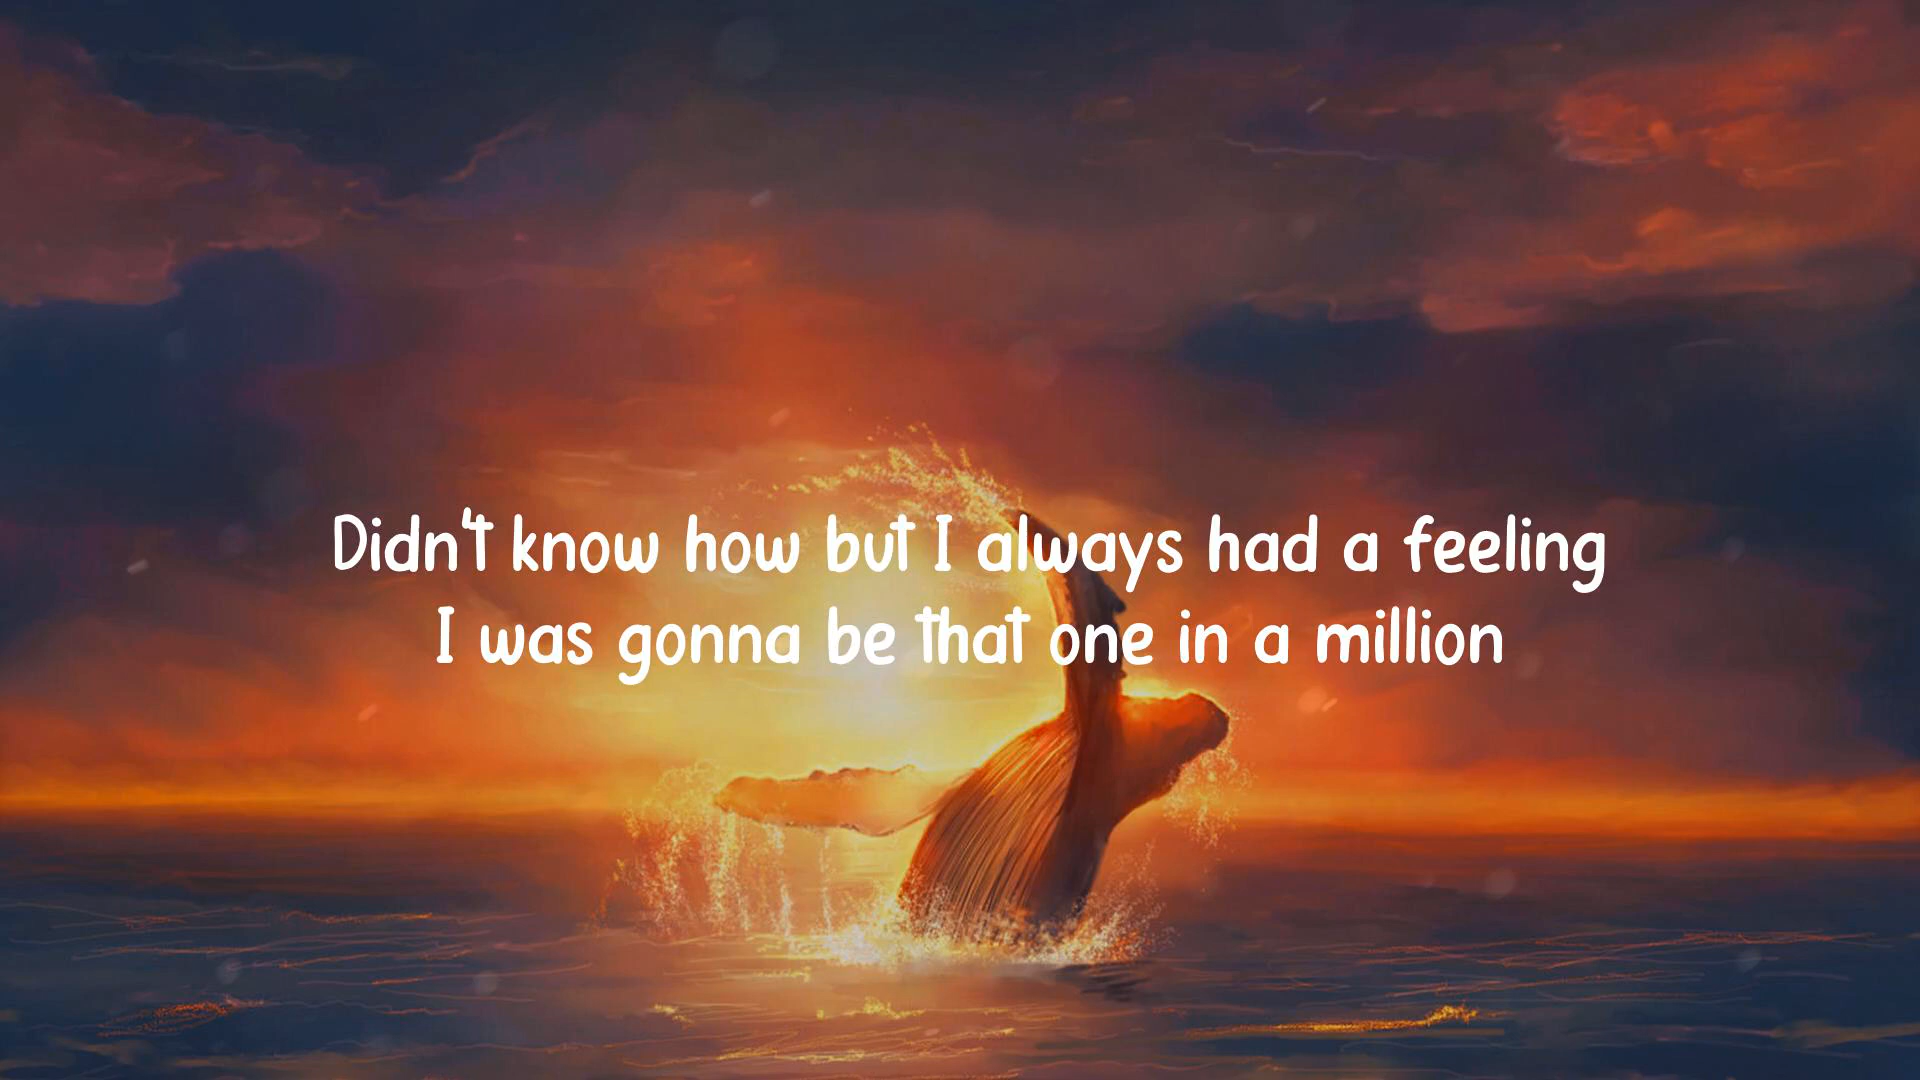 Didn't know how but I always had a feeling
I was gonna be that one in a million